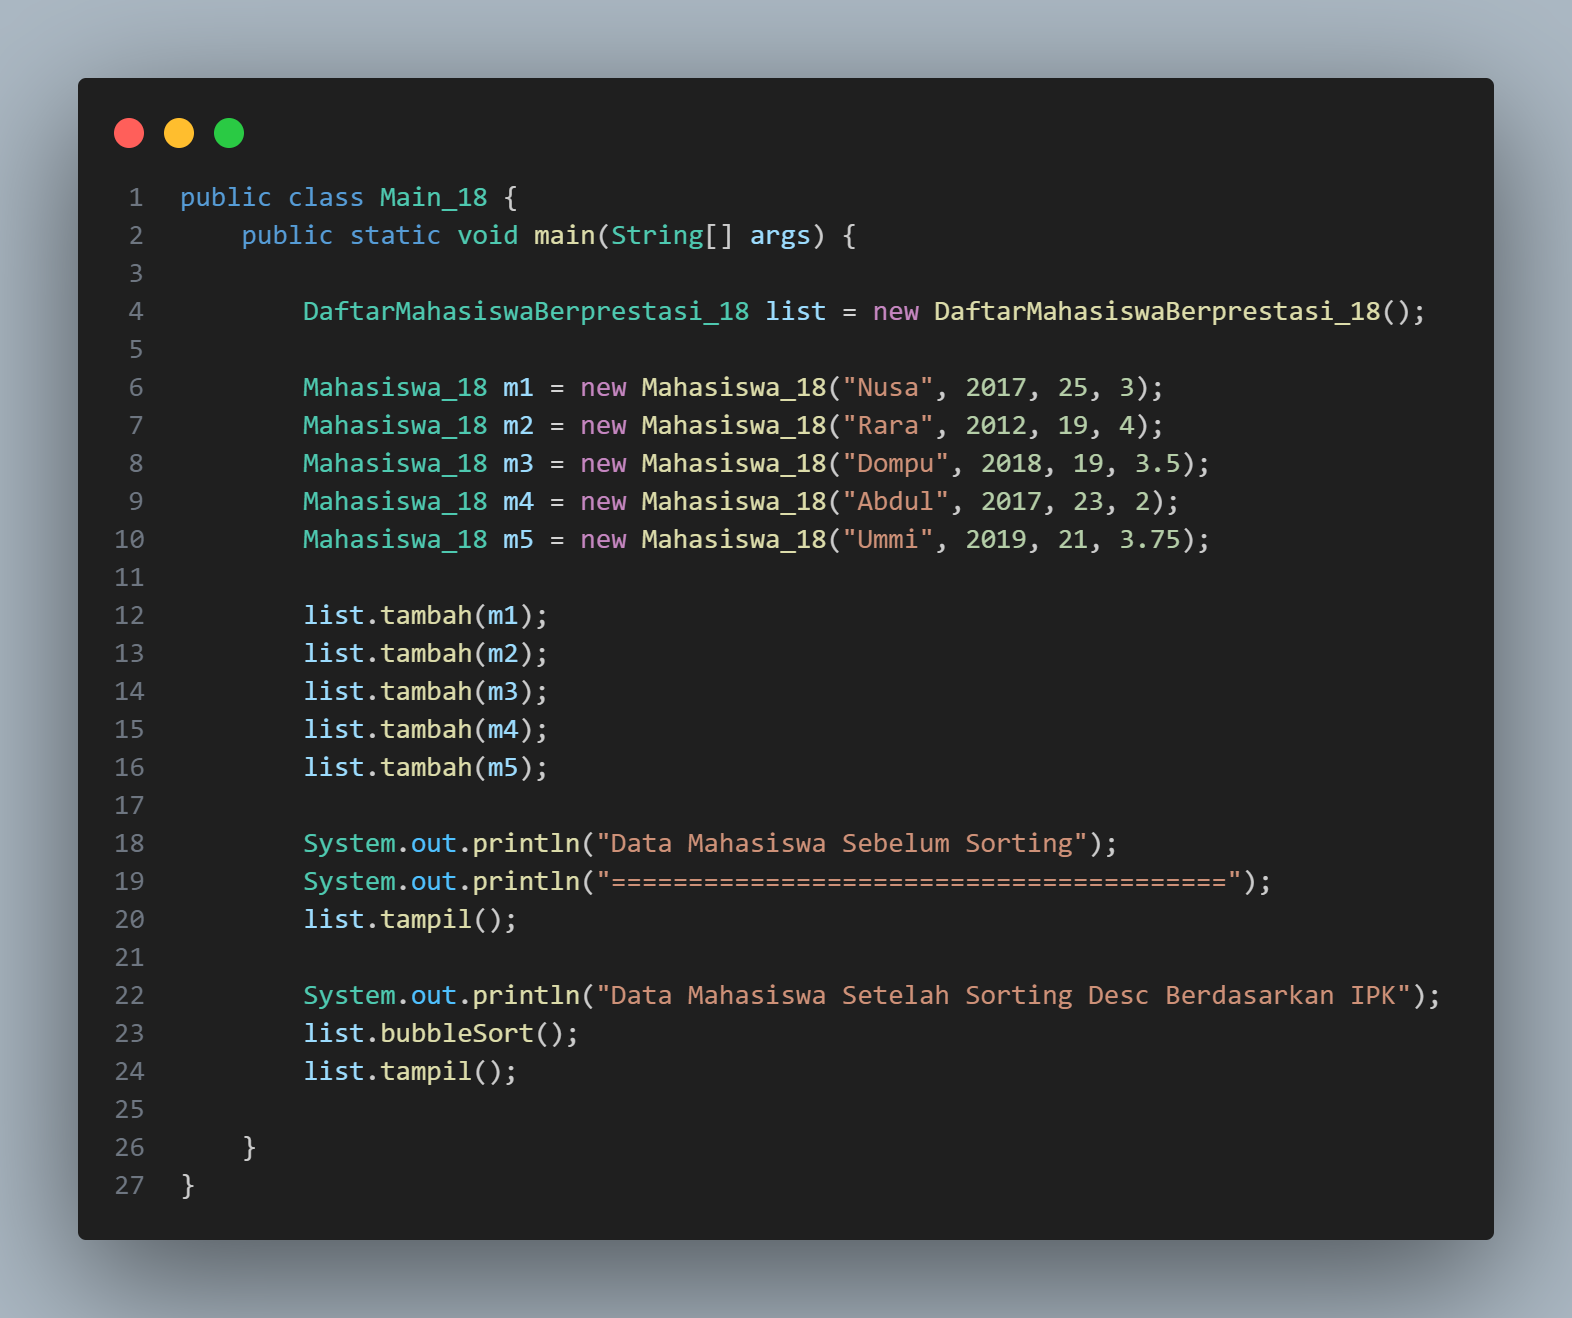 1 public class Main_18 {
2     public static void main(String[] args) {
3
4         DaftarMahasiswaBerprestasi_18 list = new DaftarMahasiswaBerprestasi_18();
5
6         Mahasiswa_18 m1 = new Mahasiswa_18("Nusa", 2017, 25, 3);
7         Mahasiswa_18 m2 = new Mahasiswa_18("Rara", 2012, 19, 4);
8         Mahasiswa_18 m3 = new Mahasiswa_18("Dompu", 2018, 19, 3.5);
9         Mahasiswa_18 m4 = new Mahasiswa_18("Abdul", 2017, 23, 2);
10         Mahasiswa_18 m5 = new Mahasiswa_18("Ummi", 2019, 21, 3.75);
11
12         list.tambah(m1);
13         list.tambah(m2);
14         list.tambah(m3);
15         list.tambah(m4);
16         list.tambah(m5);
17
18         System.out.println("Data Mahasiswa Sebelum Sorting");
19         System.out.println("========================================");
20         list.tampil();
21
22         System.out.println("Data Mahasiswa Setelah Sorting Desc Berdasarkan IPK");
23         list.bubbleSort();
24         list.tampil();
25
26     }
27 }